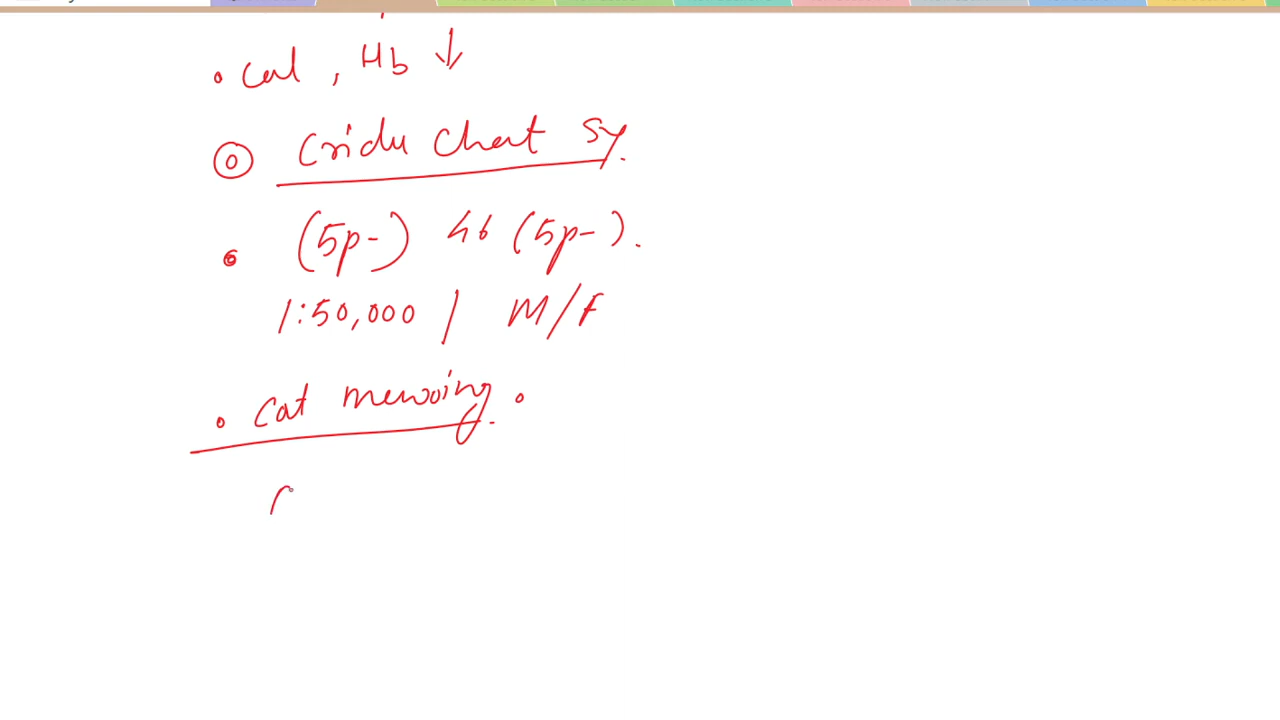 • Cal, Hb ↓
⊙ Cridu Chat Sy.
• (5p-) 46 (5p-).
1:50,000 | M/F
• Cat mewoing.